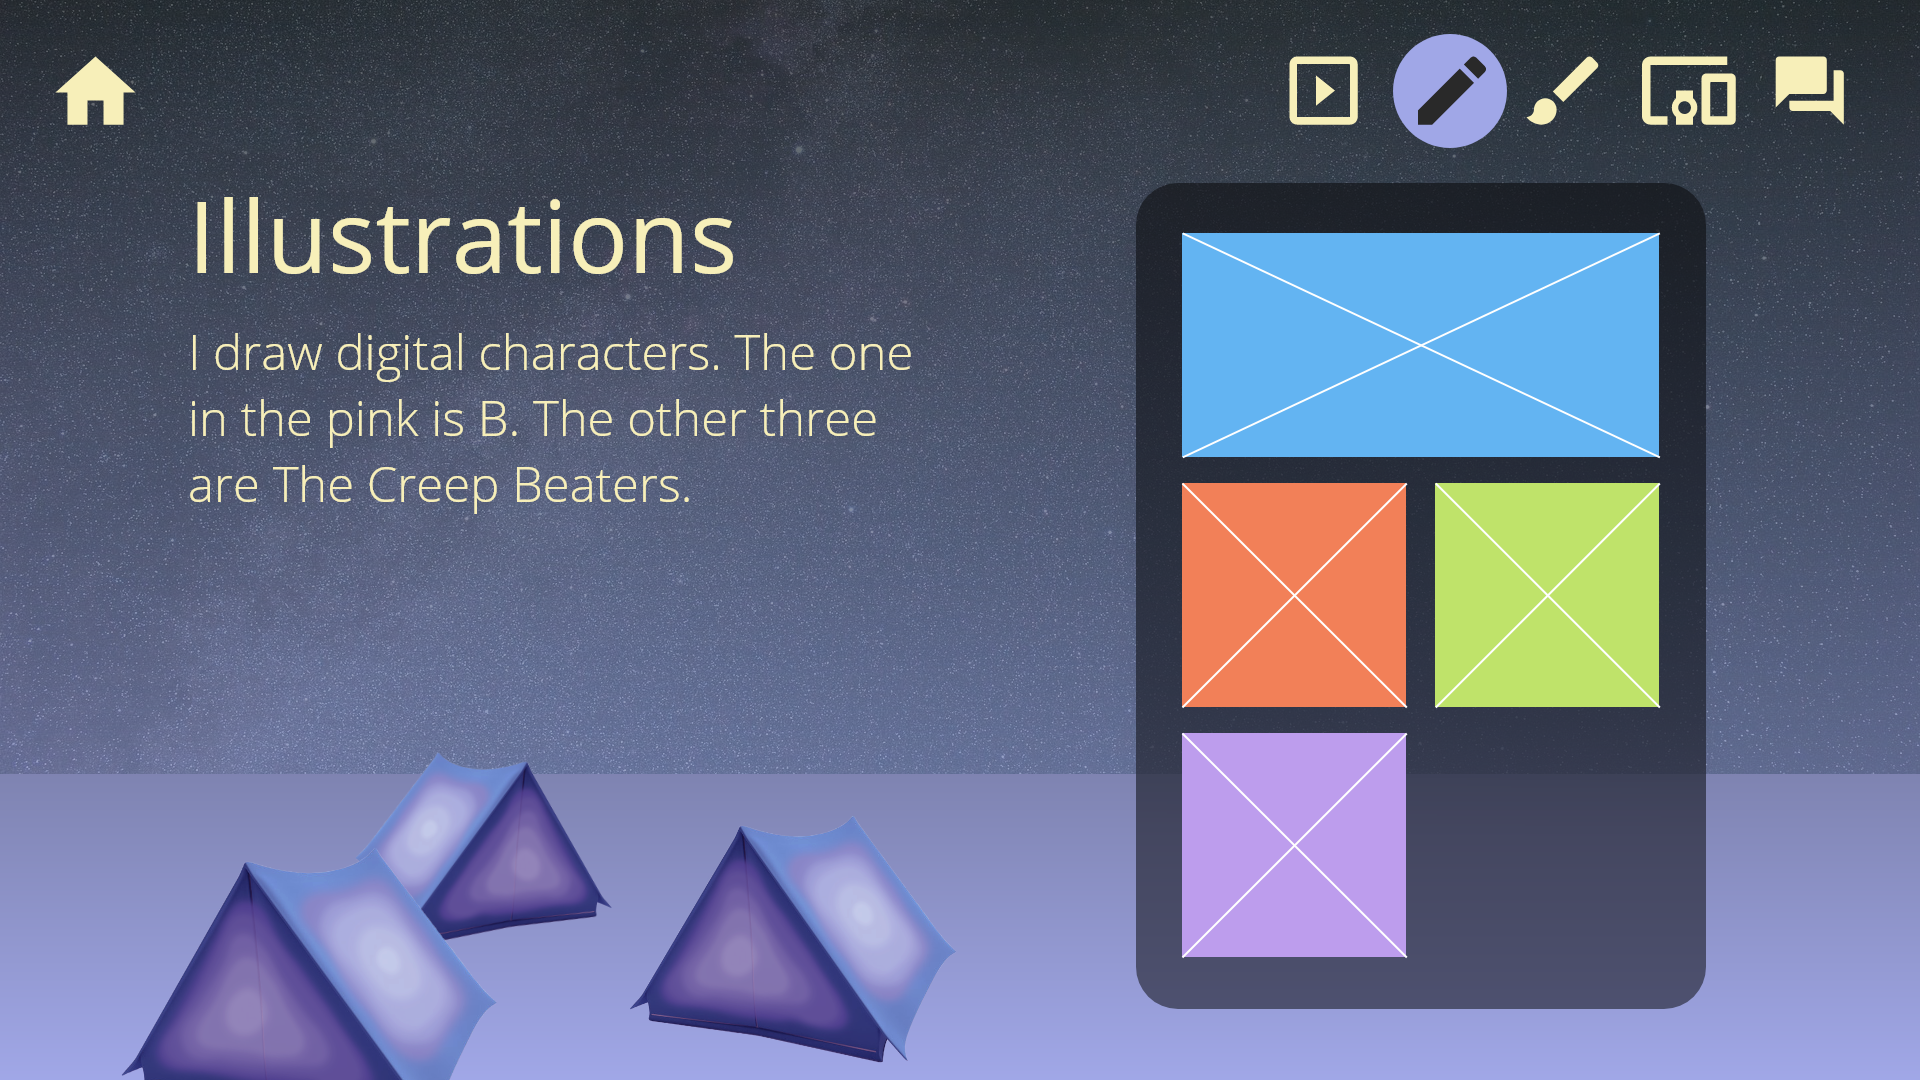 Illustrations
I draw digital characters. The one
in the pink is B. The other three
are The Creep Beaters.